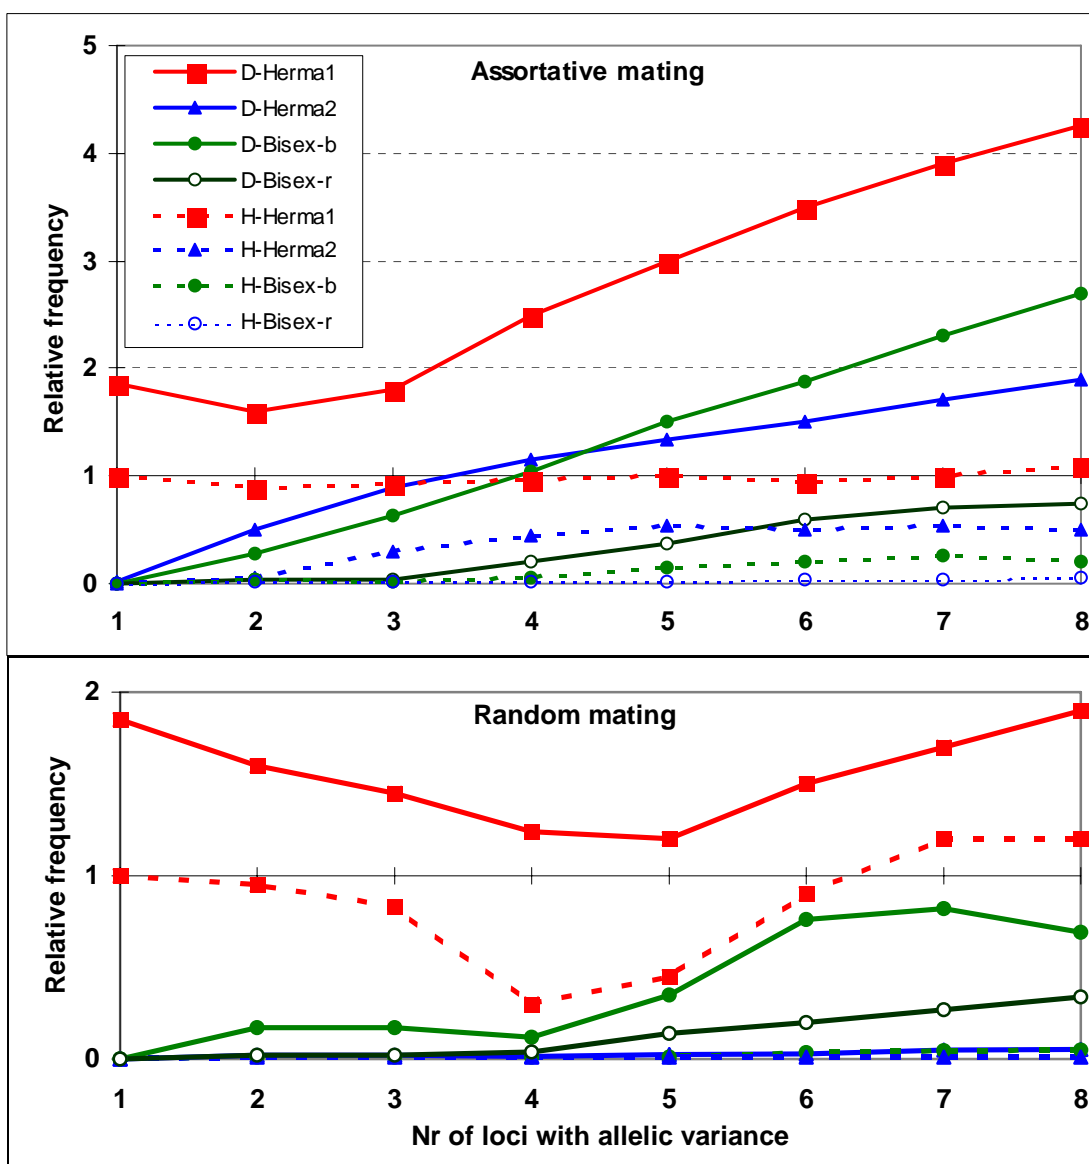 5
Assortative mating
D-Herma1
D-Herma2
D-Bisex-b
D-Bisex-r
H-Herma1
H-Herma2
H-Bisex-b
H-Bisex-r
4
3
2
1
0
Relative frequency
1 2 3 4 5 6 7 8
2
Random mating
1
0
Relative frequency
1 2 3 4 5 6 7 8
Nr of loci with allelic variance